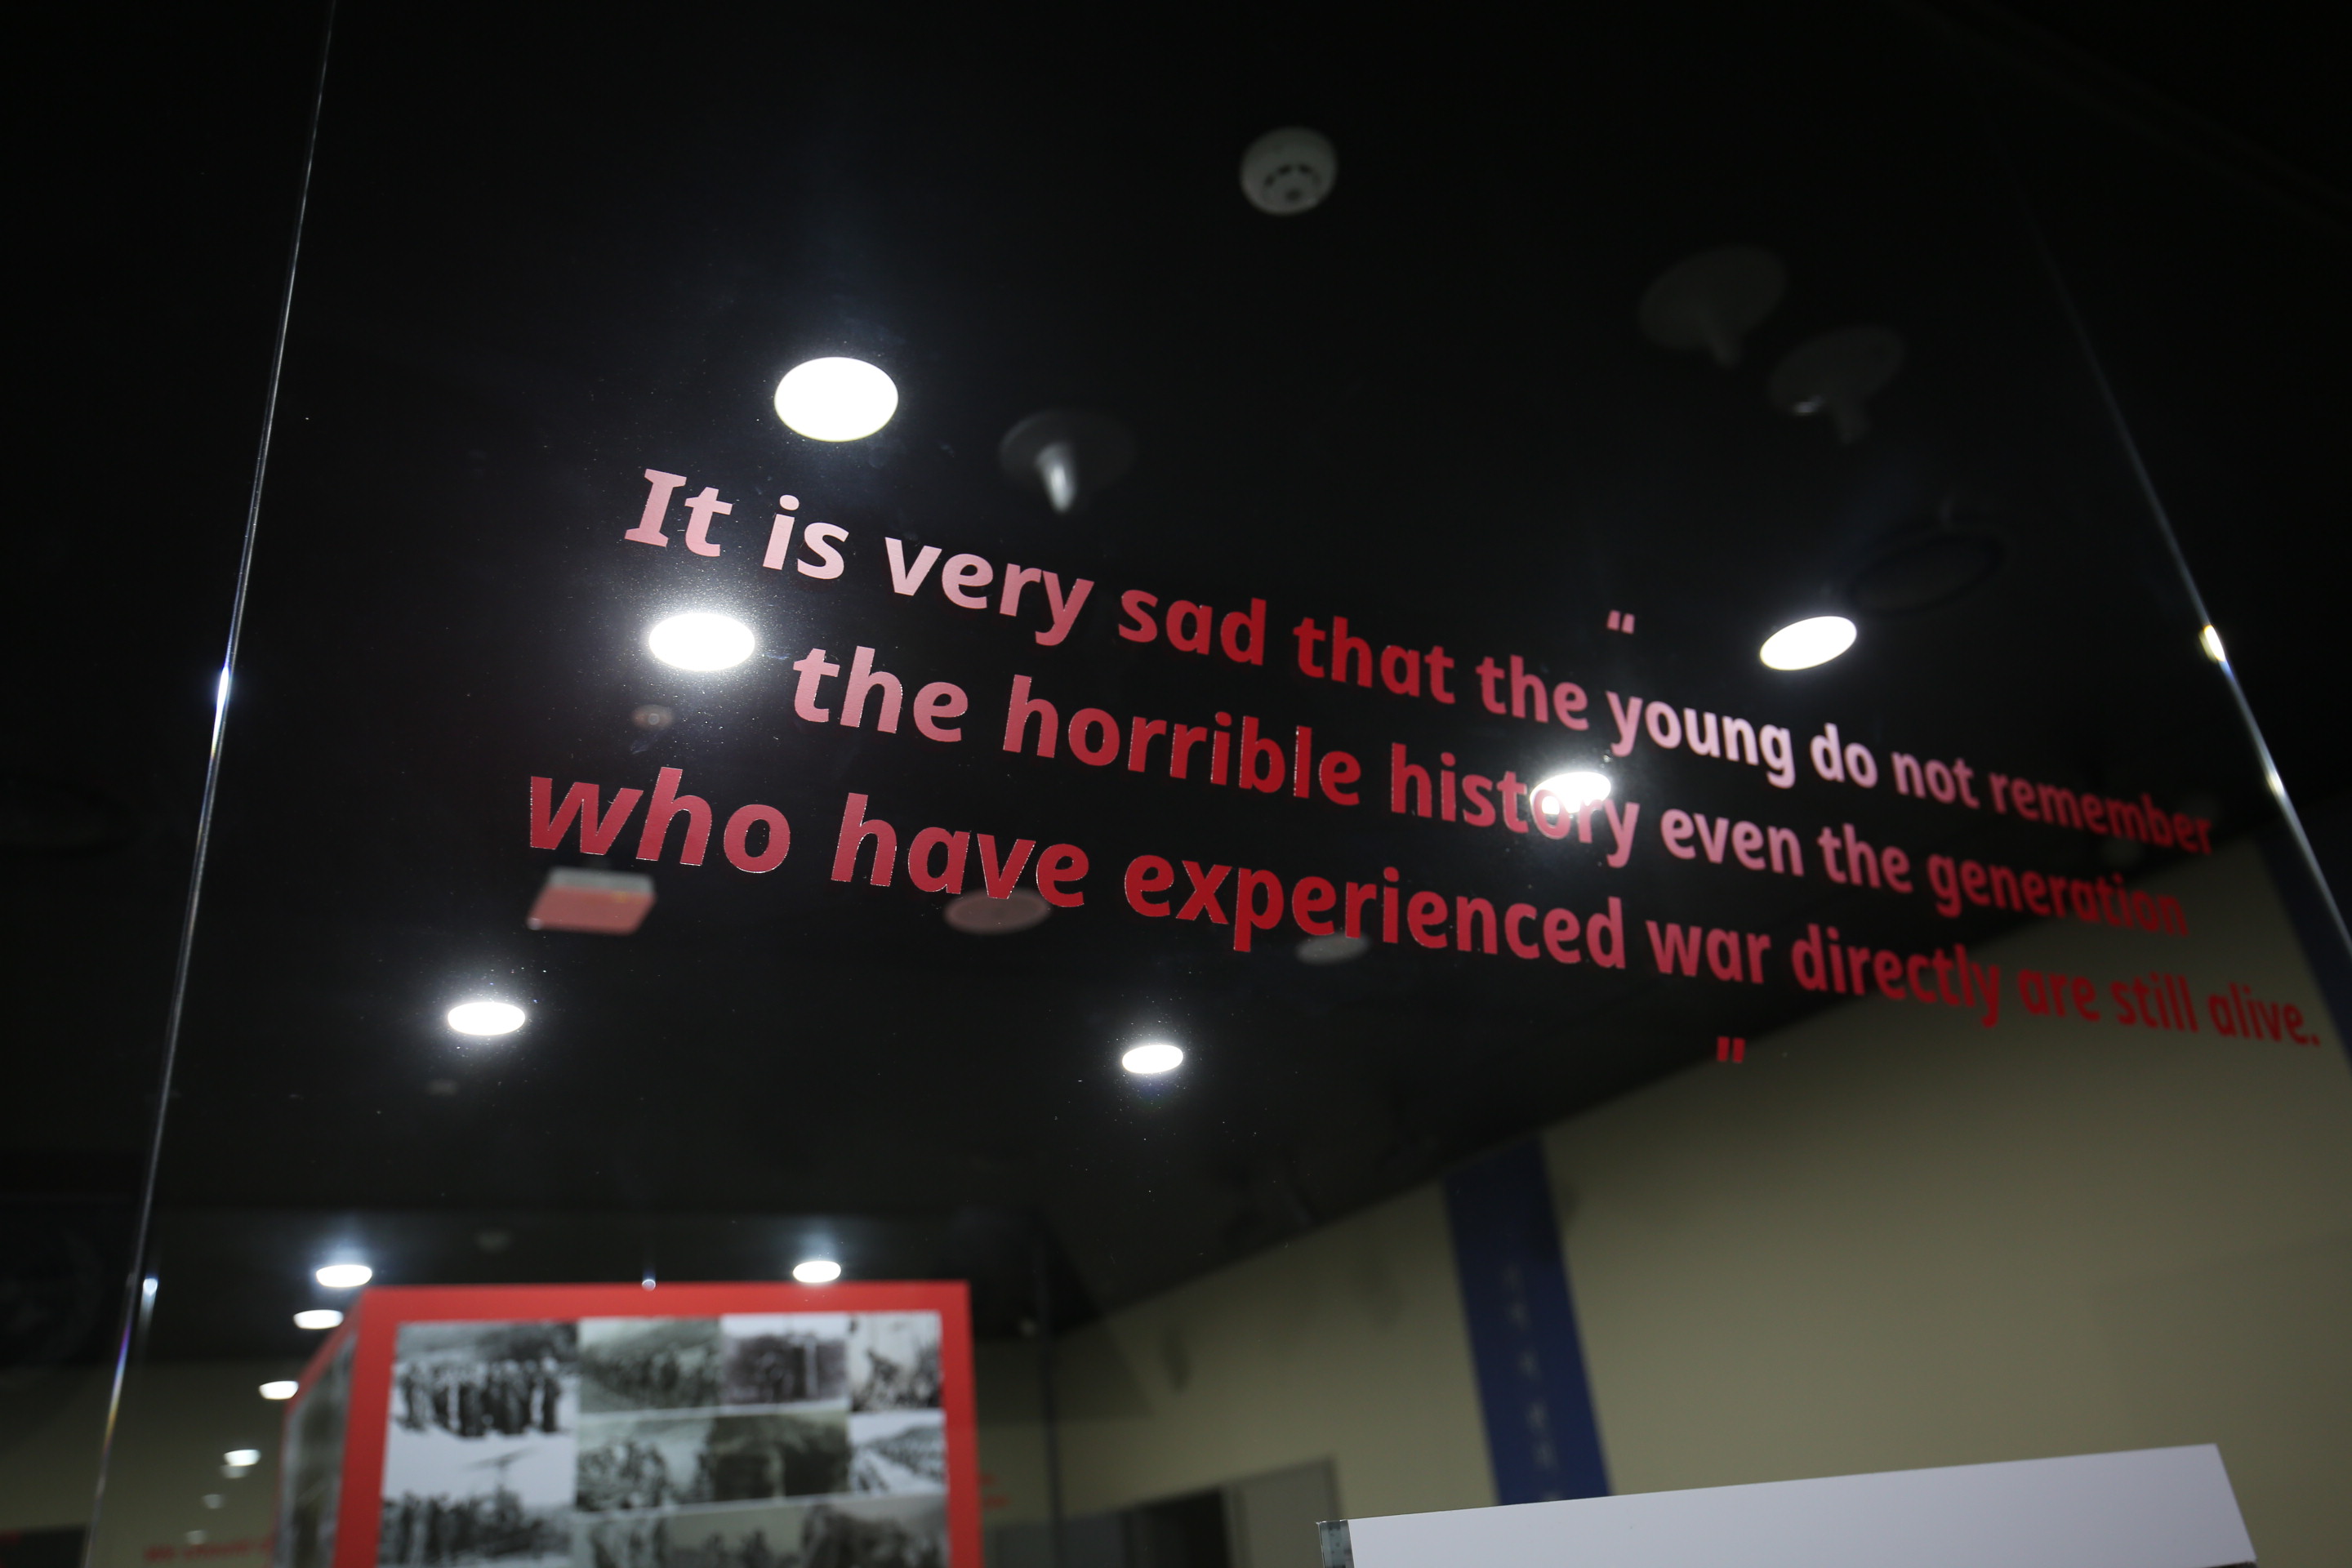 “
It is very sad that the young do not remember
the horrible history even the generation
who have experienced war directly are still alive.
"